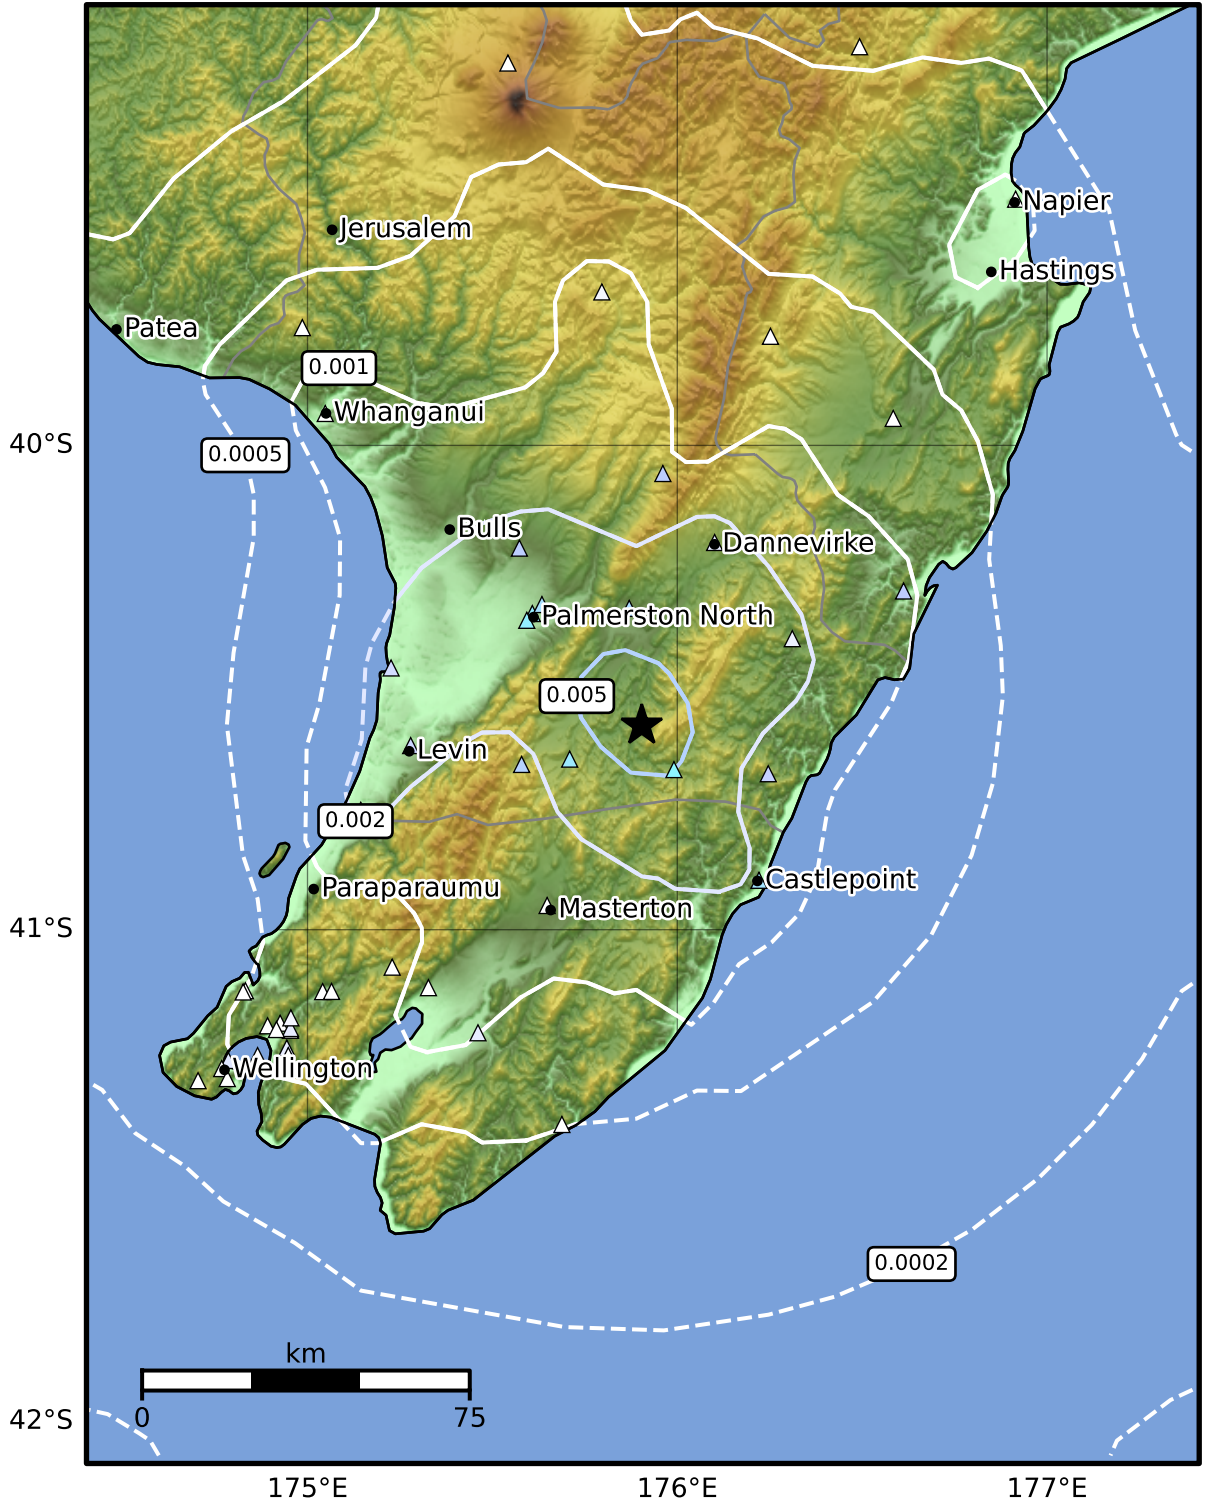 Napier
Jerusalem
Hastings
Patea
0.001
Whanganui
40°S
0.0005
Bulls
Dannevirke
Palmerston North
0.005
Levin
0.002
Castlepoint
Paraparaumu
Masterton
41°S
Wellington
0.0002
km
0
75
42°S
175°E
176°E
177°E